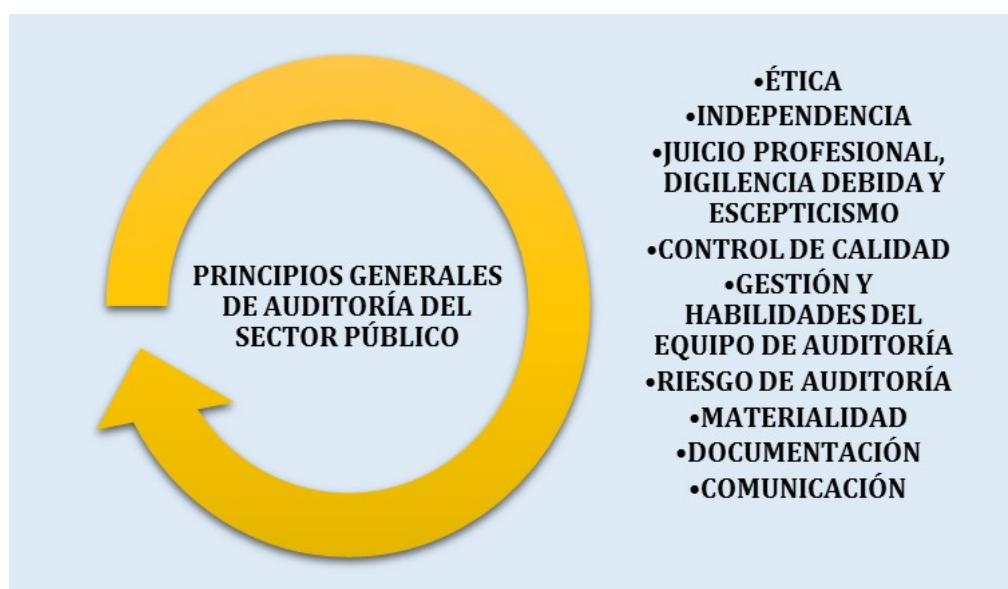 PRINCIPIOS GENERALES
DE AUDITORÍA DEL
SECTOR PÚBLICO
•ÉTICA
•INDEPENDENCIA
•JUICIO PROFESIONAL,
DIGILENCIA DEBIDA Y
ESCEPTICISMO
•CONTROL DE CALIDAD
•GESTIÓN Y
HABILIDADES DEL
EQUIPO DE AUDITORÍA
•RIESGO DE AUDITORÍA
•MATERIALIDAD
•DOCUMENTACIÓN
•COMUNICACIÓN